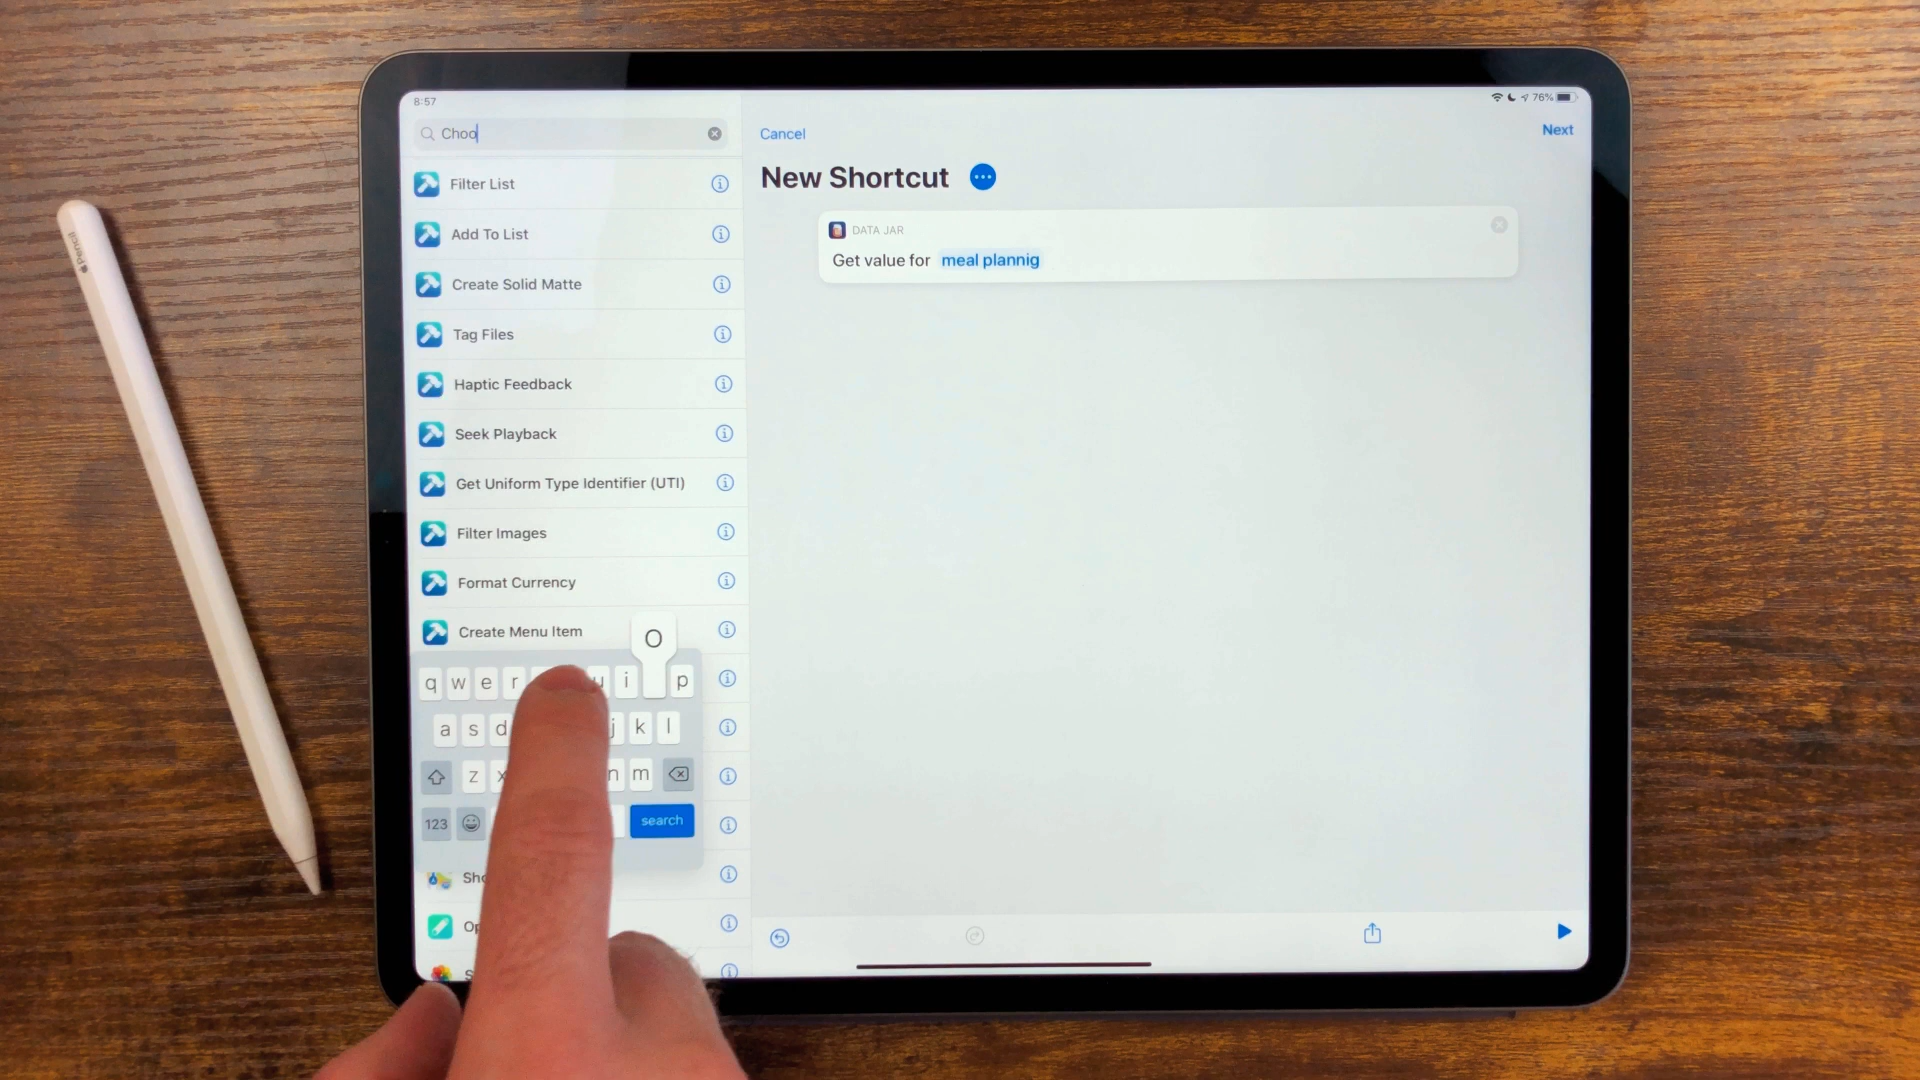 Pencil
8:57
76%
Choo
Cancel
Next
New Shortcut
DATA JAR
Get value for meal plannig
Filter List
Add To List
Create Solid Matte
Tag Files
Haptic Feedback
Seek Playback
Get Uniform Type Identifier (UTI)
Filter Images
Format Currency
Create Menu Item
O
q w e r u i p
a s d j k l
z x n m
123 search
Sho
Op
S